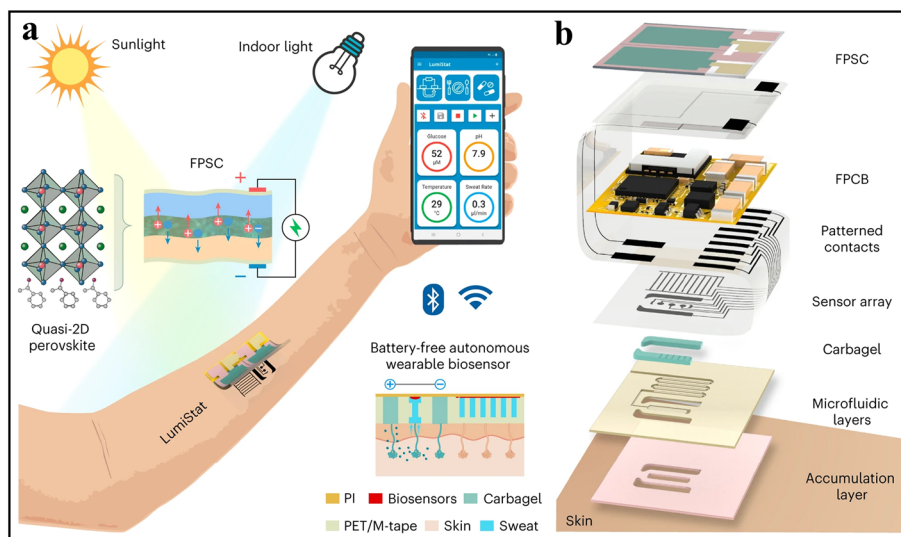 a
Sunlight
Indoor light
FPSC
+
−
Quasi-2D
perovskite
LumiStat
LumiStat
Glucose
52
µM
pH
7.9
Temperature
29
°C
Sweat Rate
0.3
µl/min
Battery-free autonomous
wearable biosensor
+ −
PI Biosensors Carbagel
PET/M-tape Skin Sweat
b
FPSC
FPCB
Patterned
contacts
Sensor array
Carbagel
Microfluidic
layers
Accumulation
layer
Skin